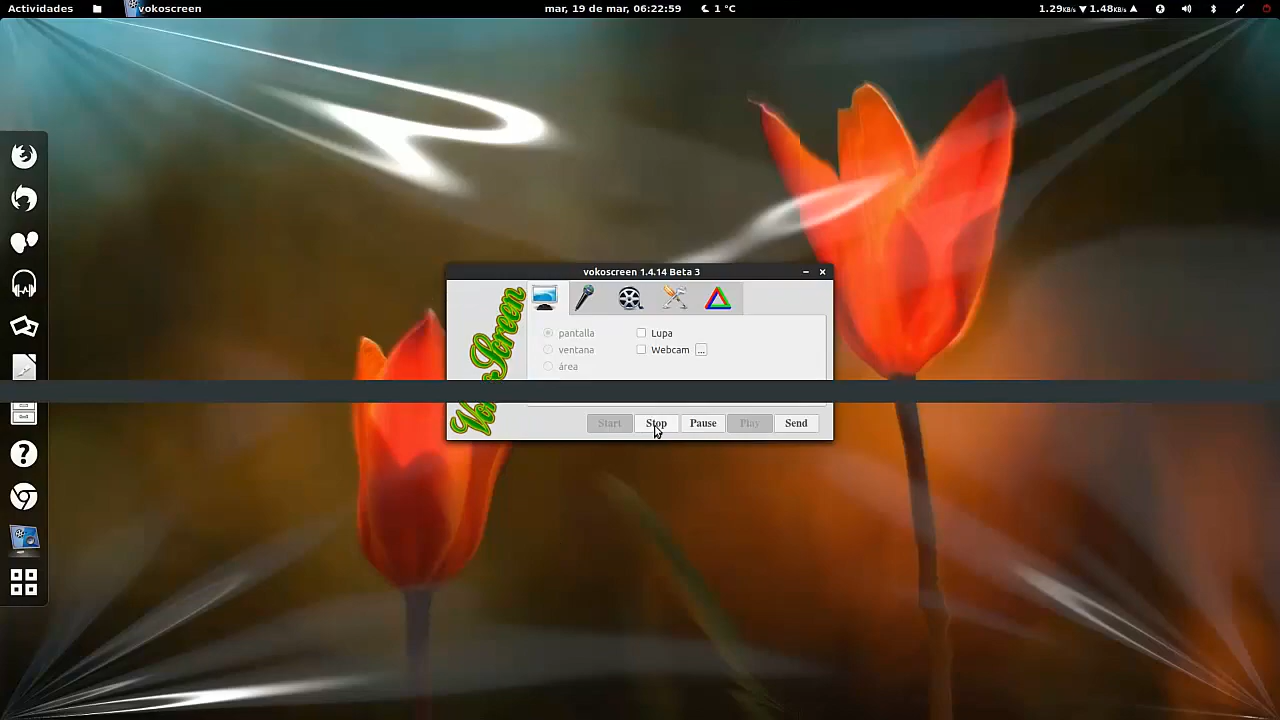 Actividades
vokoscreen
mar, 19 de mar, 06:22:59
1 °C
1.29KB/s ▼ 1.48KB/s ▲
vokoscreen 1.4.14 Beta 3
VokoScreen
pantalla
Lupa
ventana
Webcam ...
área
Start Stop Pause Play Send